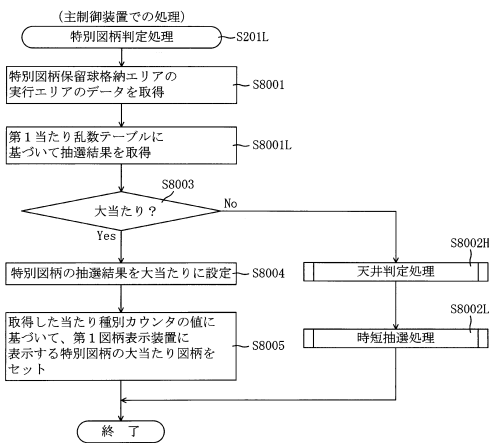 (主制御装置での処理)
特別図柄判定処理
S201L
特別図柄保留球格納エリアの
実行エリアのデータを取得
S8001
第1当たり乱数テーブルに
基づいて抽選結果を取得
S8001L
S8003
大当たり?
No
Yes
S8002H
天井判定処理
特別図柄の抽選結果を大当たりに設定
S8004
S8002L
時短抽選処理
取得した当たり種別カウンタの値に
基づいて、第1図柄表示装置に
表示する特別図柄の大当たり図柄を
セット
S8005
終 了